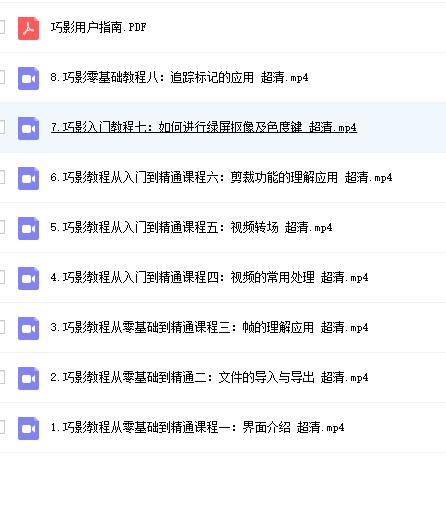 巧影用户指南.PDF
8.巧影零基础教程八：追踪标记的应用 超清.mp4
7.巧影入门教程七：如何进行绿屏抠像及色度键 超清.mp4
6.巧影教程从入门到精通课程六：剪裁功能的理解应用 超清.mp4
5.巧影教程从入门到精通课程五：视频转场 超清.mp4
4.巧影教程从入门到精通课程四：视频的常用处理 超清.mp4
3.巧影教程从零基础到精通课程三：帧的理解应用 超清.mp4
2.巧影教程从零基础到精通二：文件的导入与导出 超清.mp4
1.巧影教程从零基础到精通课程一：界面介绍 超清.mp4